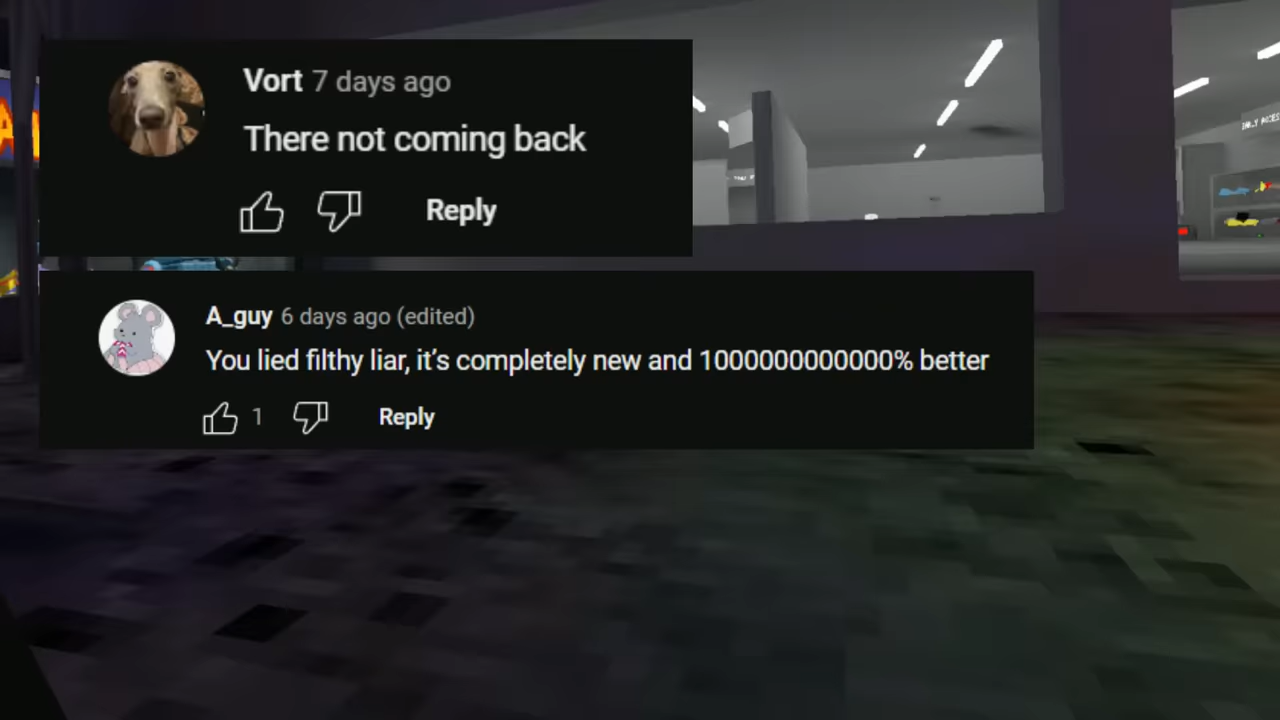 Vort 7 days ago
There not coming back
Reply
A_guy 6 days ago (edited)
You lied filthy liar, it’s completely new and 1000000000000% better
1 Reply